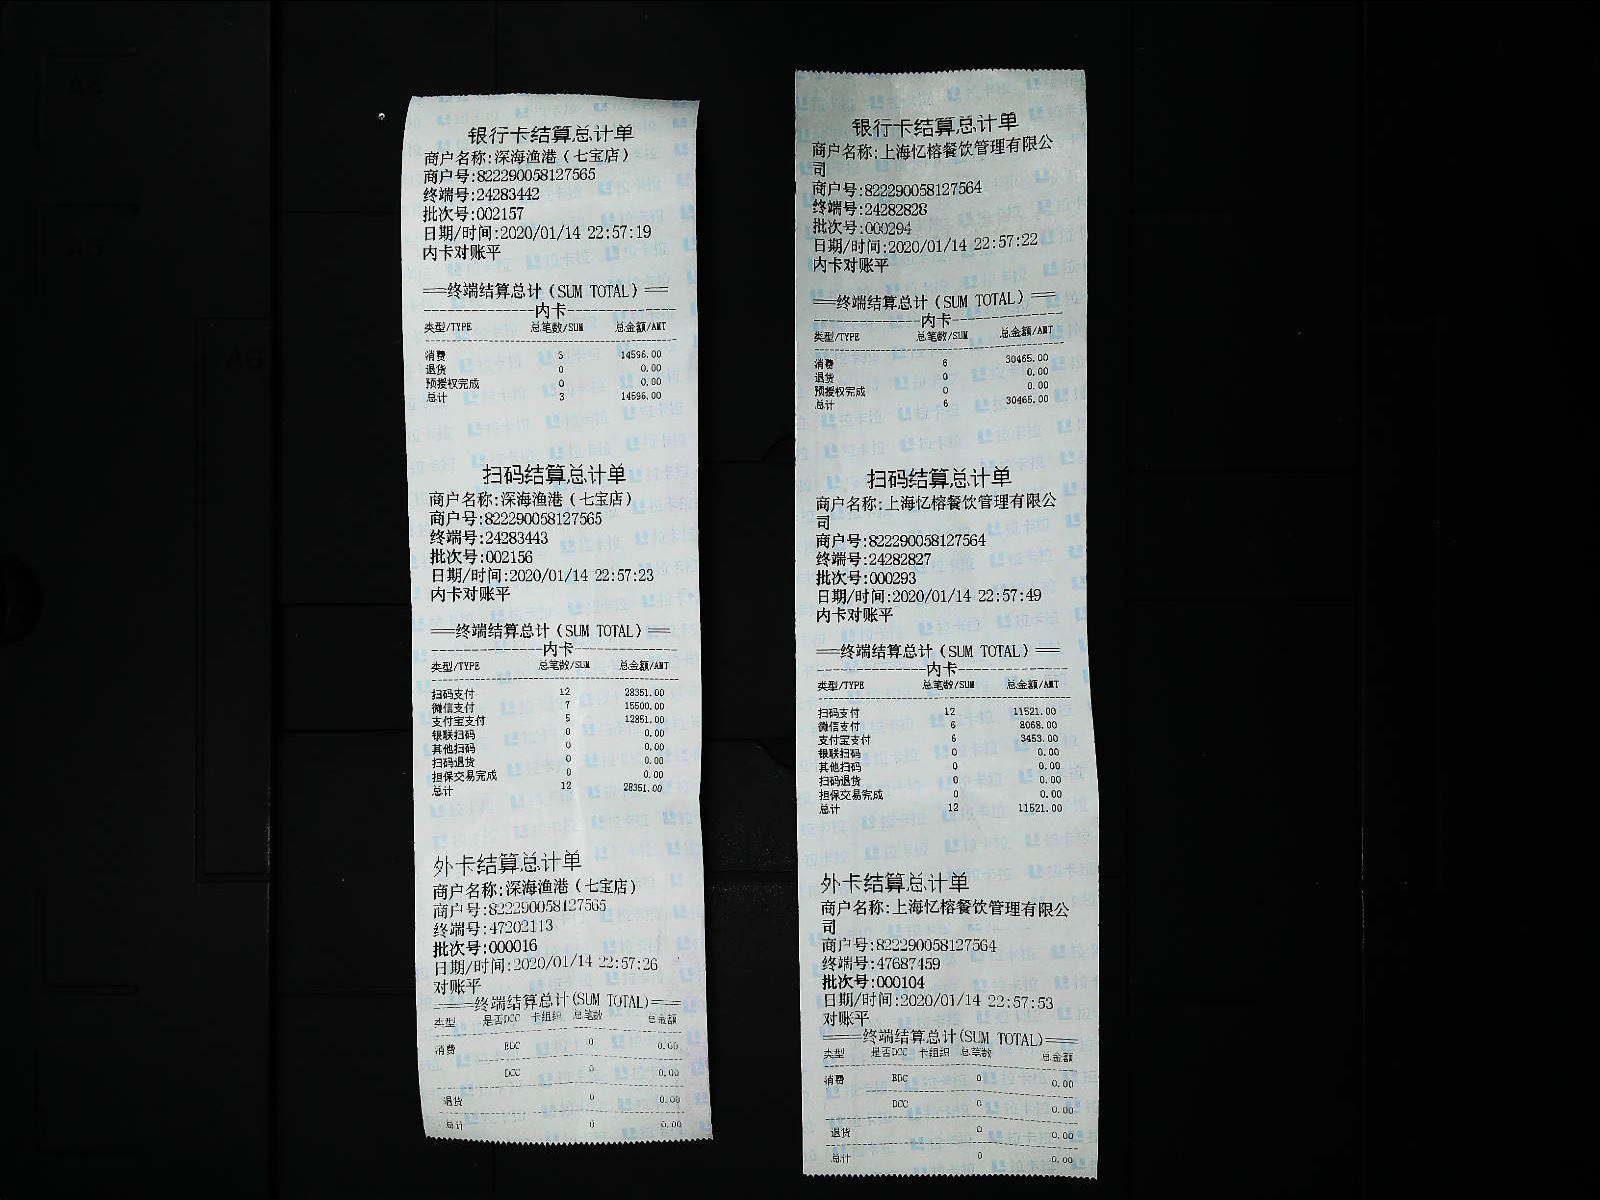 银行卡结算总计单
商户名称:深海渔港（七宝店）
商户号:822290058127565
终端号:24283442
批次号:002157
日期/时间:2020/01/14 22:57:19
内卡对账平
==终端结算总计（SUM TOTAL）==
内卡
类型/TYPE 总笔数/SUM 总金额/AMT
消费 3 14596.00
退货 0 0.00
预授权完成 0 0.00
总计 3 14596.00
扫码结算总计单
商户名称:深海渔港（七宝店）
商户号:822290058127565
终端号:24283443
批次号:002156
日期/时间:2020/01/14 22:57:23
内卡对账平
==终端结算总计（SUM TOTAL）==
内卡
类型/TYPE 总笔数/SUM 总金额/AMT
扫码支付 12 28351.00
微信支付 7 15500.00
支付宝支付 5 12851.00
银联扫码 0 0.00
其他扫码 0 0.00
扫码退货 0 0.00
担保交易完成 0 0.00
总计 12 28351.00
外卡结算总计单
商户名称:深海渔港（七宝店）
商户号:822290058127565
终端号:47202113
批次号:000016
日期/时间:2020/01/14 22:57:26
对账平
===终端结算总计(SUM TOTAL)===
类型 是否DCC 卡组织 总笔数 总金额
消费 EDC 0 0.00
DCC 0 0.00
退货 0 0.00
总计 0 0.00
银行卡结算总计单
商户名称:上海忆榕餐饮管理有限公
司
商户号:822290058127564
终端号:24282828
批次号:000294
日期/时间:2020/01/14 22:57:22
内卡对账平
==终端结算总计（SUM TOTAL）==
内卡
类型/TYPE 总笔数/SUM 总金额/AMT
消费 6 30465.00
退货 0 0.00
预授权完成 0 0.00
总计 6 30465.00
扫码结算总计单
商户名称:上海忆榕餐饮管理有限公
司
商户号:822290058127564
终端号:24282827
批次号:000293
日期/时间:2020/01/14 22:57:49
内卡对账平
==终端结算总计（SUM TOTAL）==
内卡
类型/TYPE 总笔数/SUM 总金额/AMT
扫码支付 12 11521.00
微信支付 6 8068.00
支付宝支付 6 3453.00
银联扫码 0 0.00
其他扫码 0 0.00
扫码退货 0 0.00
担保交易完成 0 0.00
总计 12 11521.00
外卡结算总计单
商户名称:上海忆榕餐饮管理有限公
司
商户号:822290058127564
终端号:47687459
批次号:000104
日期/时间:2020/01/14 22:57:53
对账平
===终端结算总计(SUM TOTAL)===
类型 是否DCC 卡组织 总笔数 总金额
消费 EDC 0 0.00
DCC 0 0.00
退货 0 0.00
总计 0 0.00